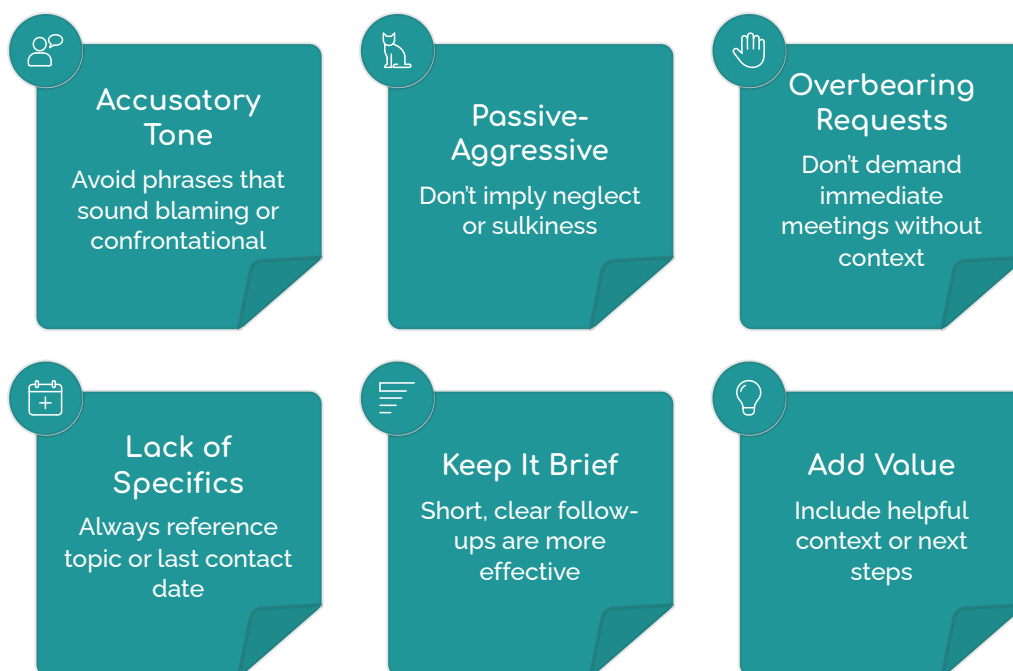 Accusatory
Tone
Avoid phrases that
sound blaming or
confrontational
Passive-
Aggressive
Don't imply neglect
or sulkiness
Overbearing
Requests
Don't demand
immediate
meetings without
context
Lack of
Specifics
Always reference
topic or last contact
date
Keep It Brief
Short, clear follow-
ups are more
effective
Add Value
Include helpful
context or next
steps